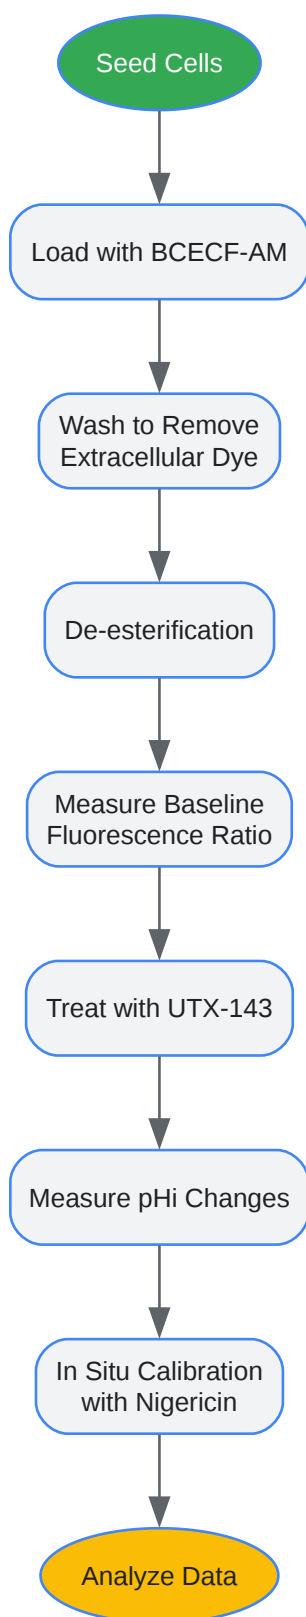 Seed Cells
Load with BCECF-AM
Wash to Remove
Extracellular Dye
De-esterification
Measure Baseline
Fluorescence Ratio
Treat with UTX-143
Measure pHi Changes
In Situ Calibration
with Nigericin
Analyze Data